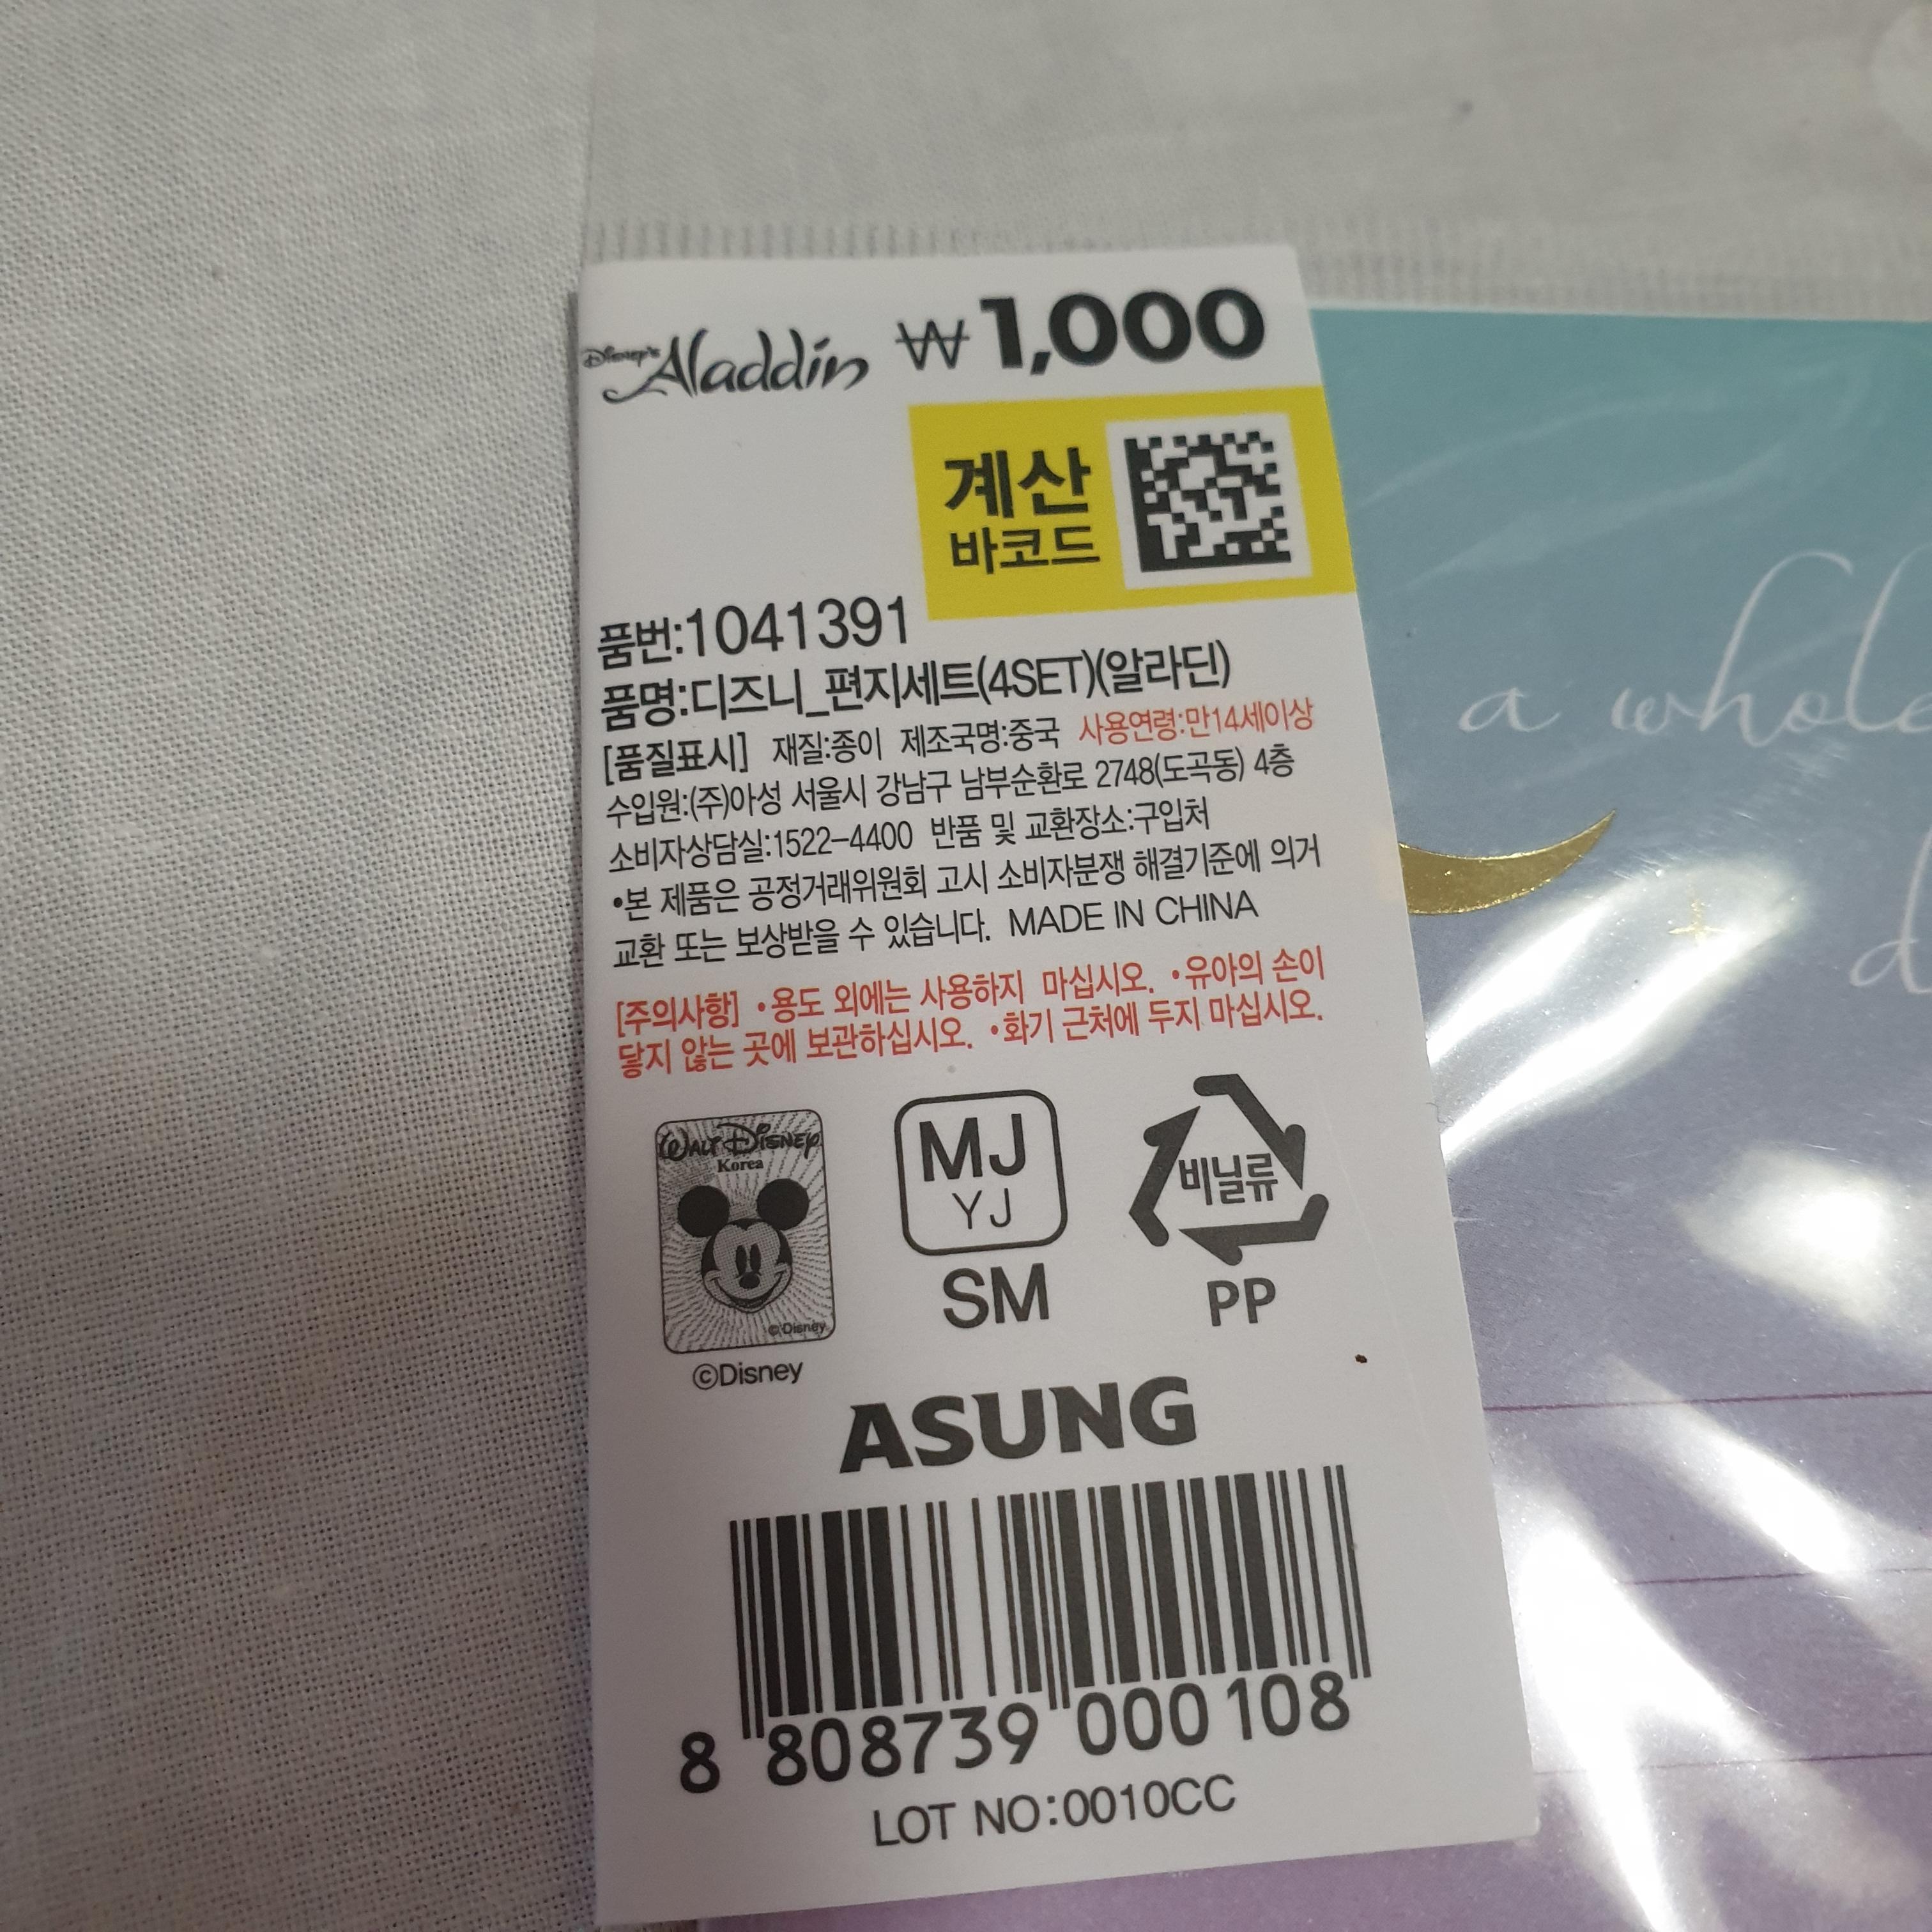 Disney's Aladdin ₩1,000
계산
바코드
품번:1041391
품명:디즈니_편지세트(4SET)(알라딘)
[품질표시] 재질:종이 제조국명:중국 사용연령:만14세이상
수입원:(주)아성 서울시 강남구 남부순환로 2748(도곡동) 4층
소비자상담실:1522-4400 반품 및 교환장소:구입처
•본 제품은 공정거래위원회 고시 소비자분쟁 해결기준에 의거
교환 또는 보상받을 수 있습니다. MADE IN CHINA
[주의사항] •용도 외에는 사용하지 마십시오. •유아의 손이
닿지 않는 곳에 보관하십시오. •화기 근처에 두지 마십시오.
WALT DISNEY
Korea
©Disney
©Disney
MJ
YJ
SM
비닐류
PP
ASUNG
8 808739 000108
LOT NO:0010CC
a whole
d